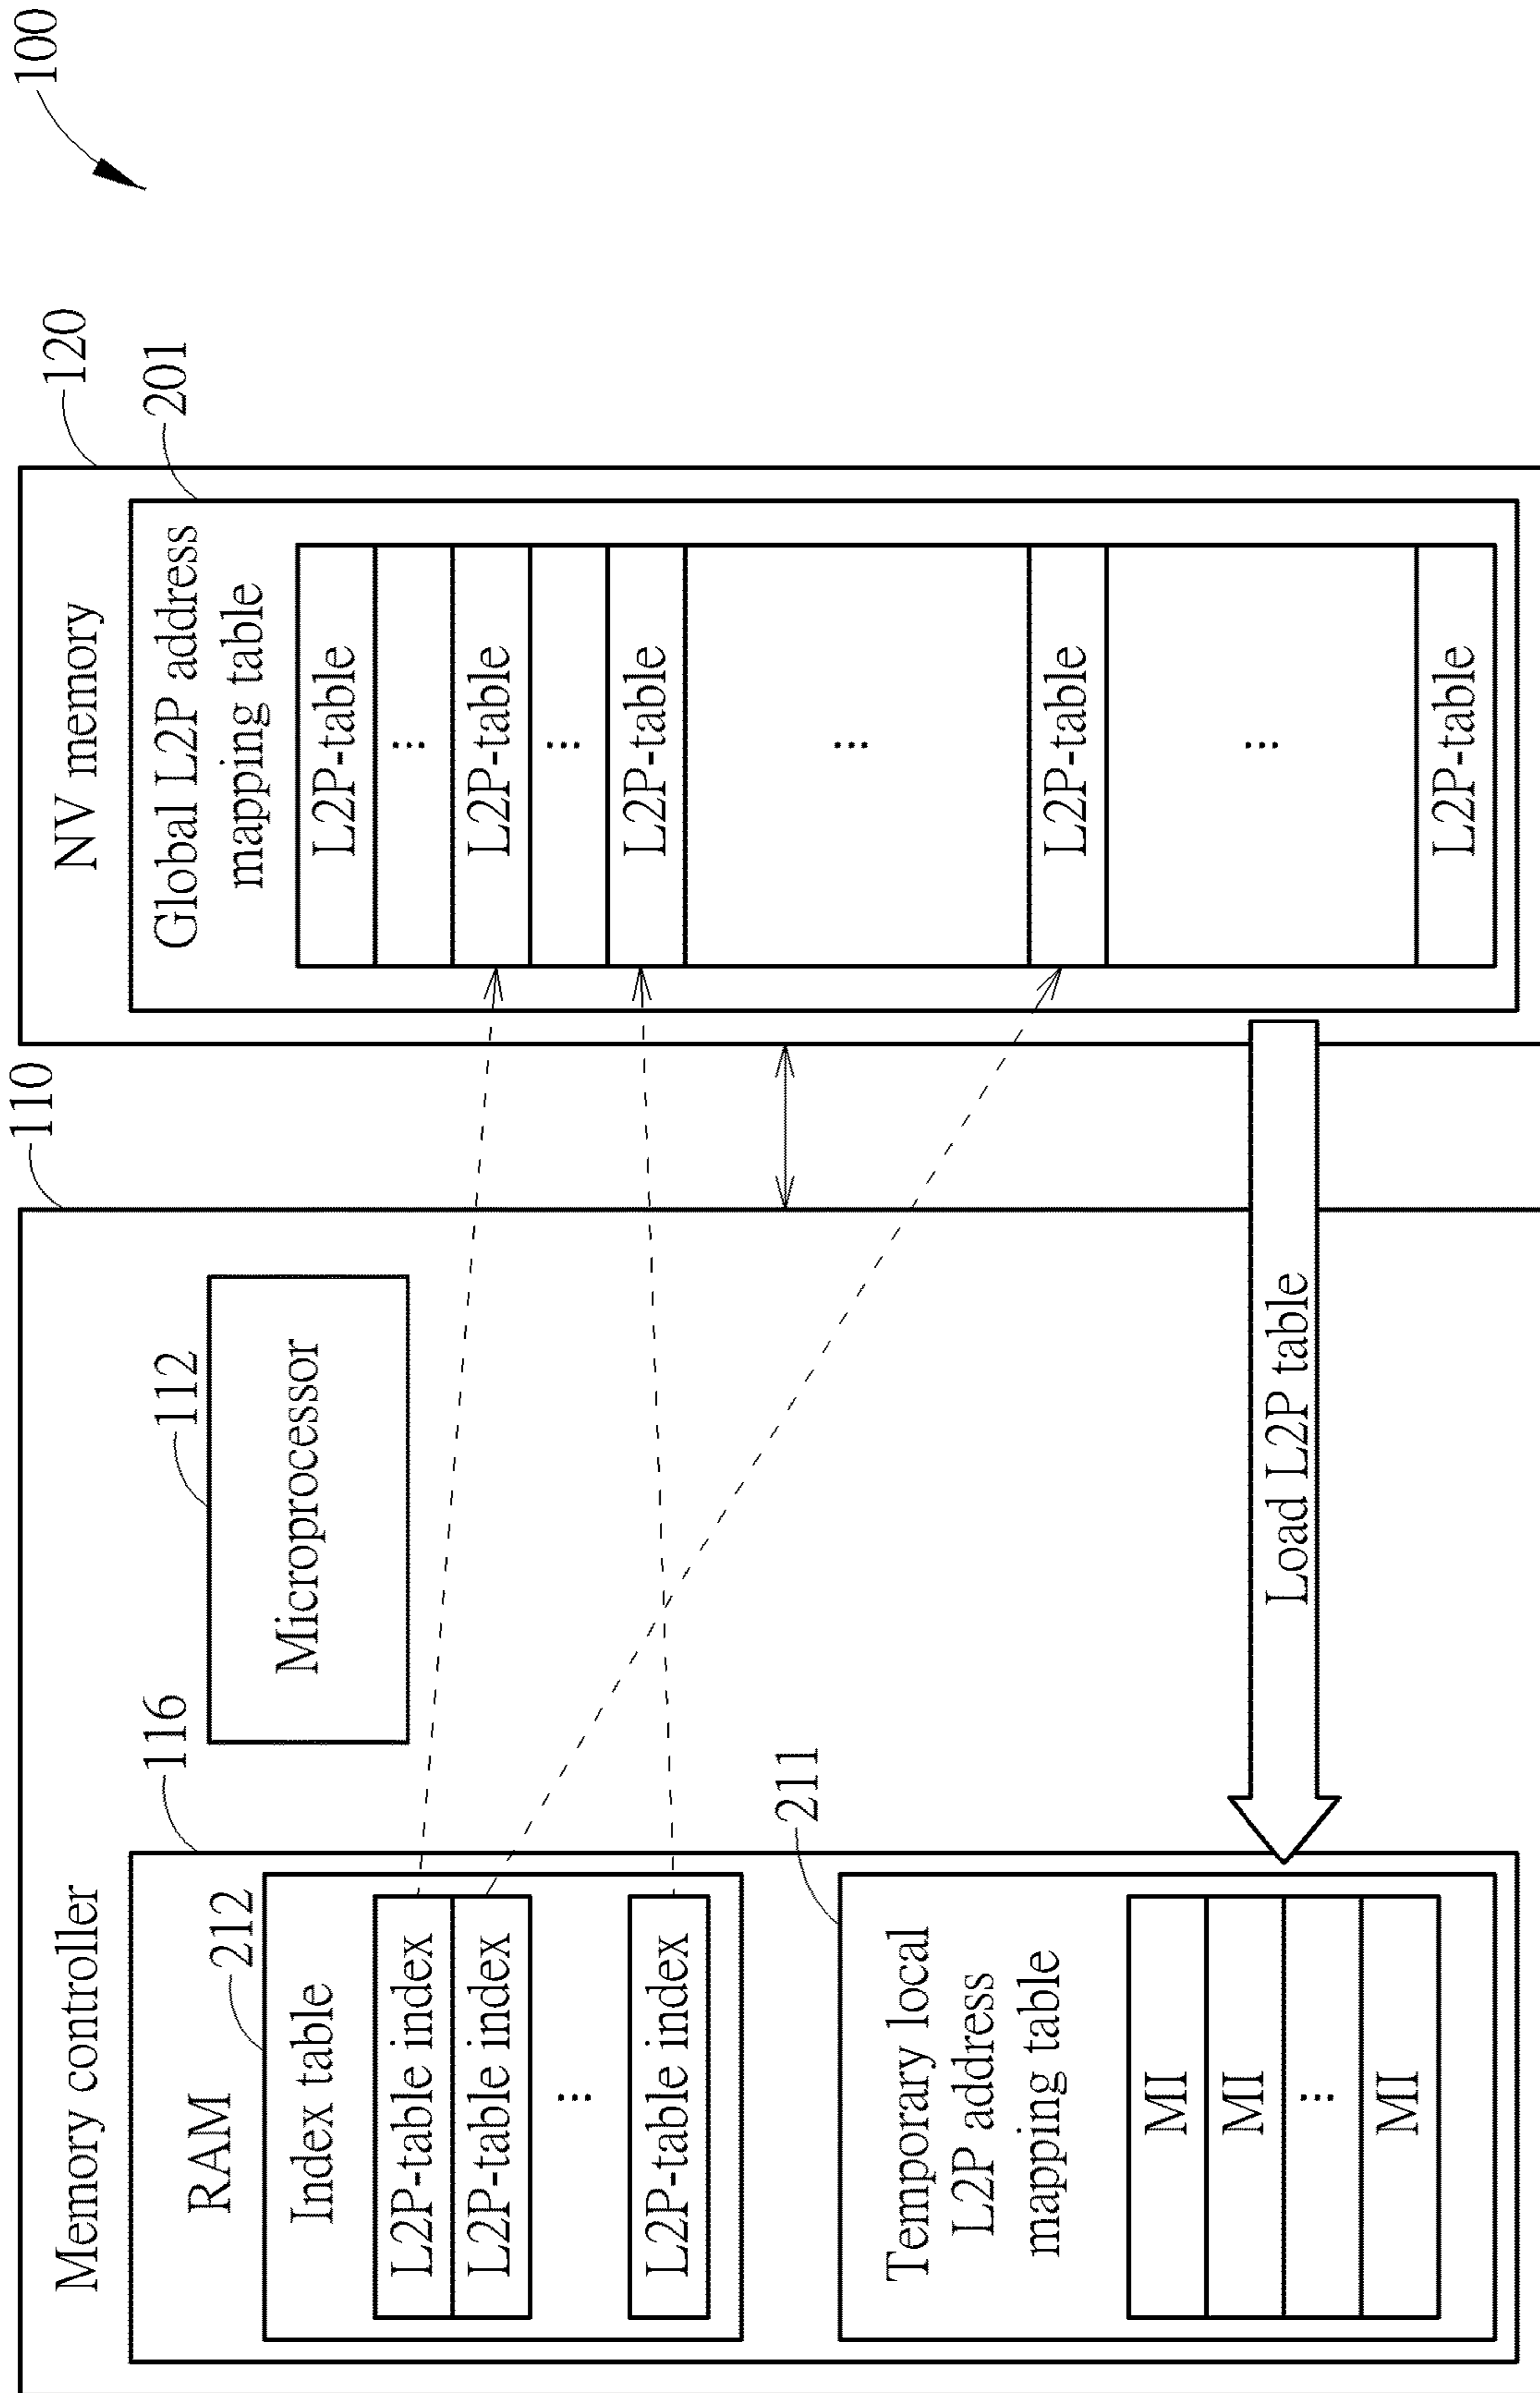 100
Memory controller
110
NV memory
120
RAM
116
Microprocessor
112
Global L2P address
mapping table
201
Index table
212
L2P-table index
L2P-table index
...
L2P-table index
L2P-table
...
L2P-table
...
L2P-table
...
L2P-table
...
L2P-table
Temporary local
L2P address
mapping table
211
MI
MI
...
MI
Load L2P table